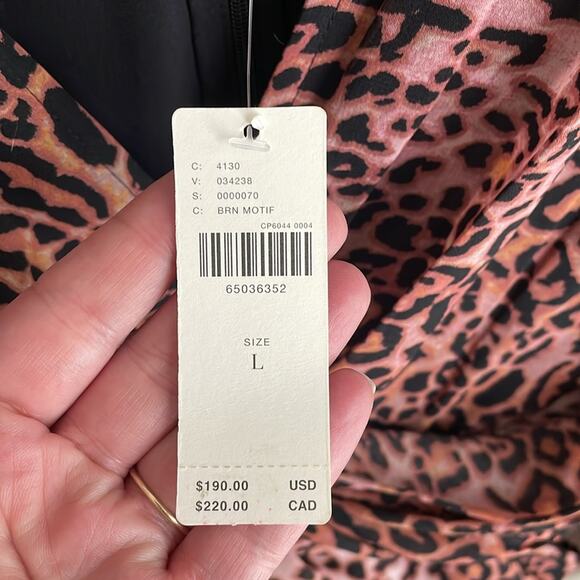 C: 4130
V: 034238
S: 0000070
C: BRN MOTIF
CP6044 0004
65036352
SIZE
L
$190.00 USD
$220.00 CAD